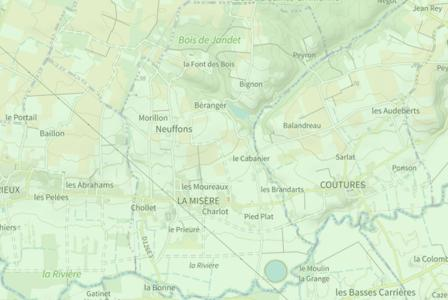 Négot
Jean Rey
Bois de Jandet
Peyron
la Font des Bois
Bignon
Béranger
les Audeberts
le Portail
Morillon
Balandreau
Baillon
Neuffons
le Cabanier
Sarlat
Ponson
les Abrahams
les Moureaux
les Brandarts
COUTURES
les Pelées
LA MISÈRE
Chollet
Charlot
Pied Plat
le Prieuré
D124E3
la Rivière
la Rivière
le Moulin
la Grange
la Bonne
Gatinet
les Basses Carrières